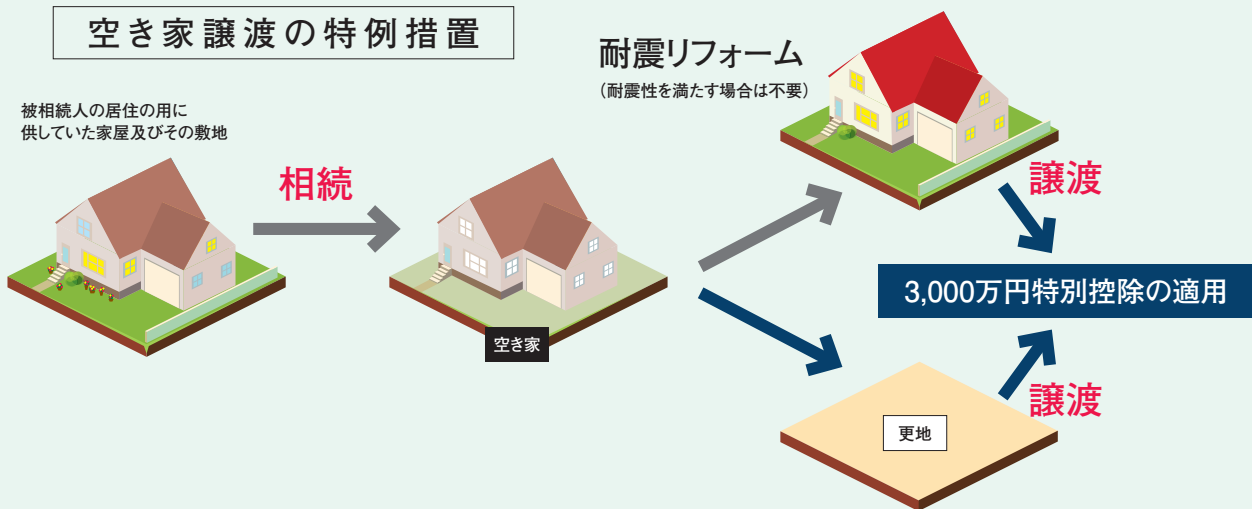 空き家譲渡の特例措置
被相続人の居住の用に
供していた家屋及びその敷地
相続
空き家
耐震リフォーム
(耐震性を満たす場合は不要)
譲渡
3,000万円特別控除の適用
譲渡
更地